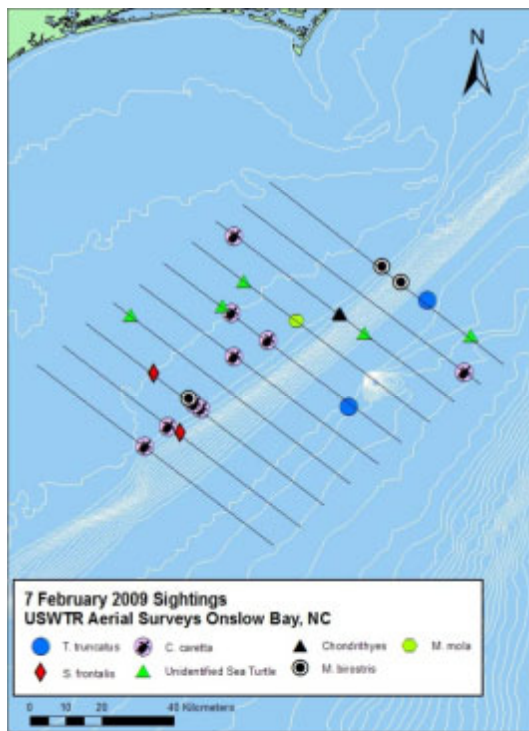 N
7 February 2009 Sightings
USWTR Aerial Surveys Onslow Bay, NC
T. truncatus
C. caretta
Chondrithyes
M. mola
S. frontalis
Unidentified Sea Turtle
M. birostris
0 5 10 20 40 Kilometers